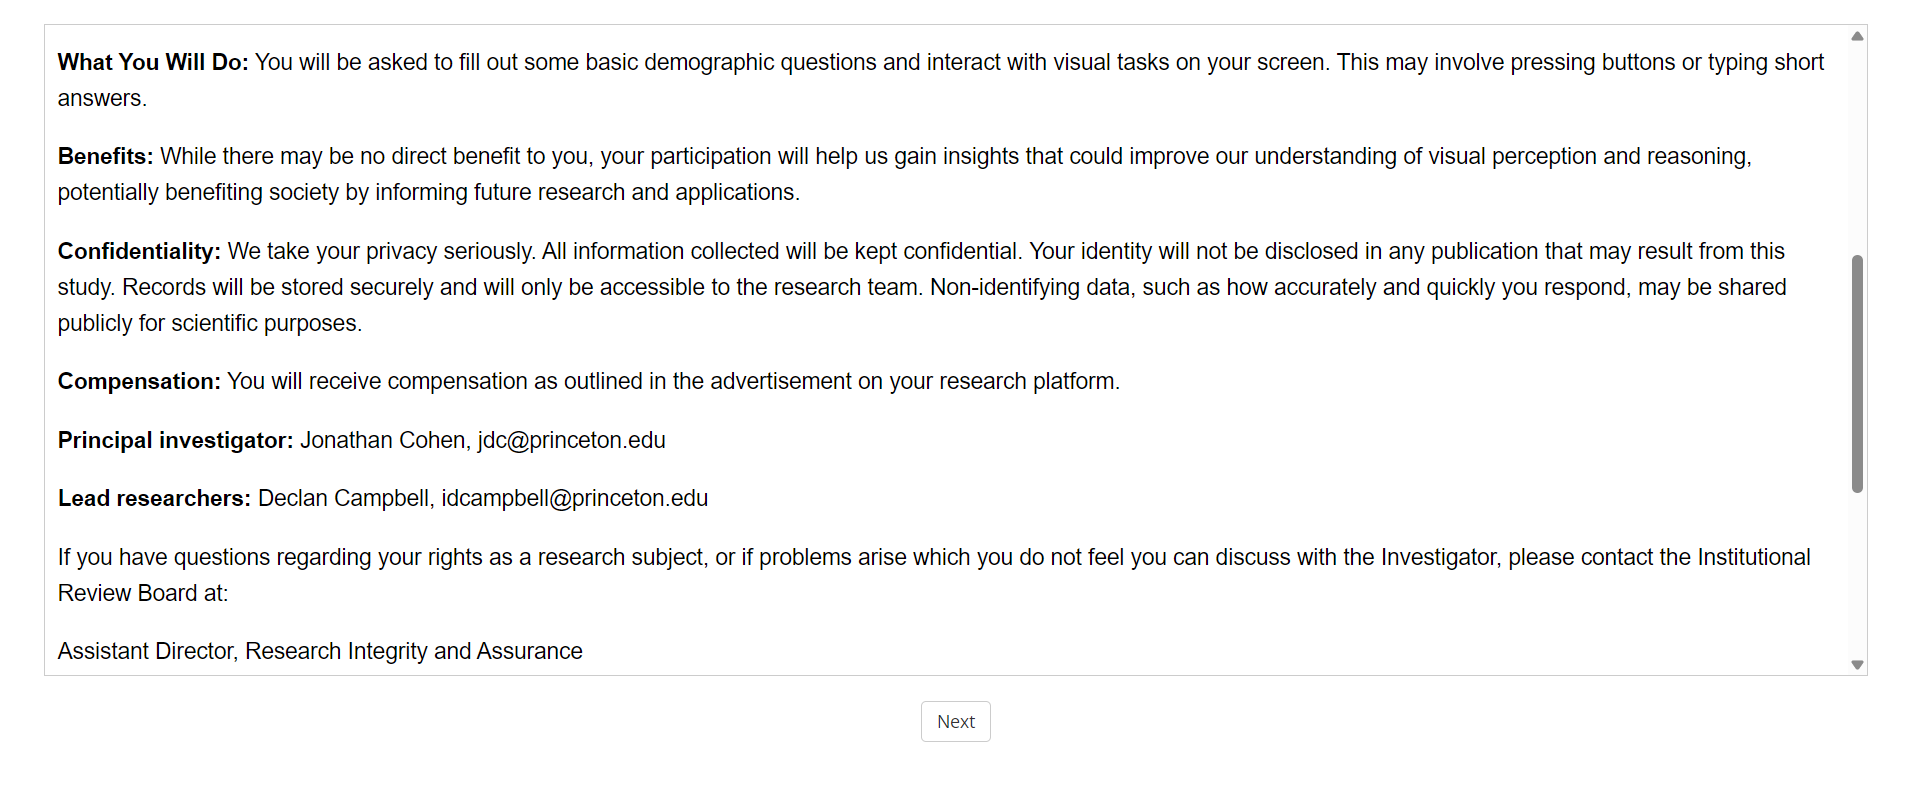 What You Will Do: You will be asked to fill out some basic demographic questions and interact with visual tasks on your screen. This may involve pressing buttons or typing short
answers.
Benefits: While there may be no direct benefit to you, your participation will help us gain insights that could improve our understanding of visual perception and reasoning,
potentially benefiting society by informing future research and applications.
Confidentiality: We take your privacy seriously. All information collected will be kept confidential. Your identity will not be disclosed in any publication that may result from this
study. Records will be stored securely and will only be accessible to the research team. Non-identifying data, such as how accurately and quickly you respond, may be shared
publicly for scientific purposes.
Compensation: You will receive compensation as outlined in the advertisement on your research platform.
Principal investigator: Jonathan Cohen, jdc@princeton.edu
Lead researchers: Declan Campbell, idcampbell@princeton.edu
If you have questions regarding your rights as a research subject, or if problems arise which you do not feel you can discuss with the Investigator, please contact the Institutional
Review Board at:
Assistant Director, Research Integrity and Assurance
Next